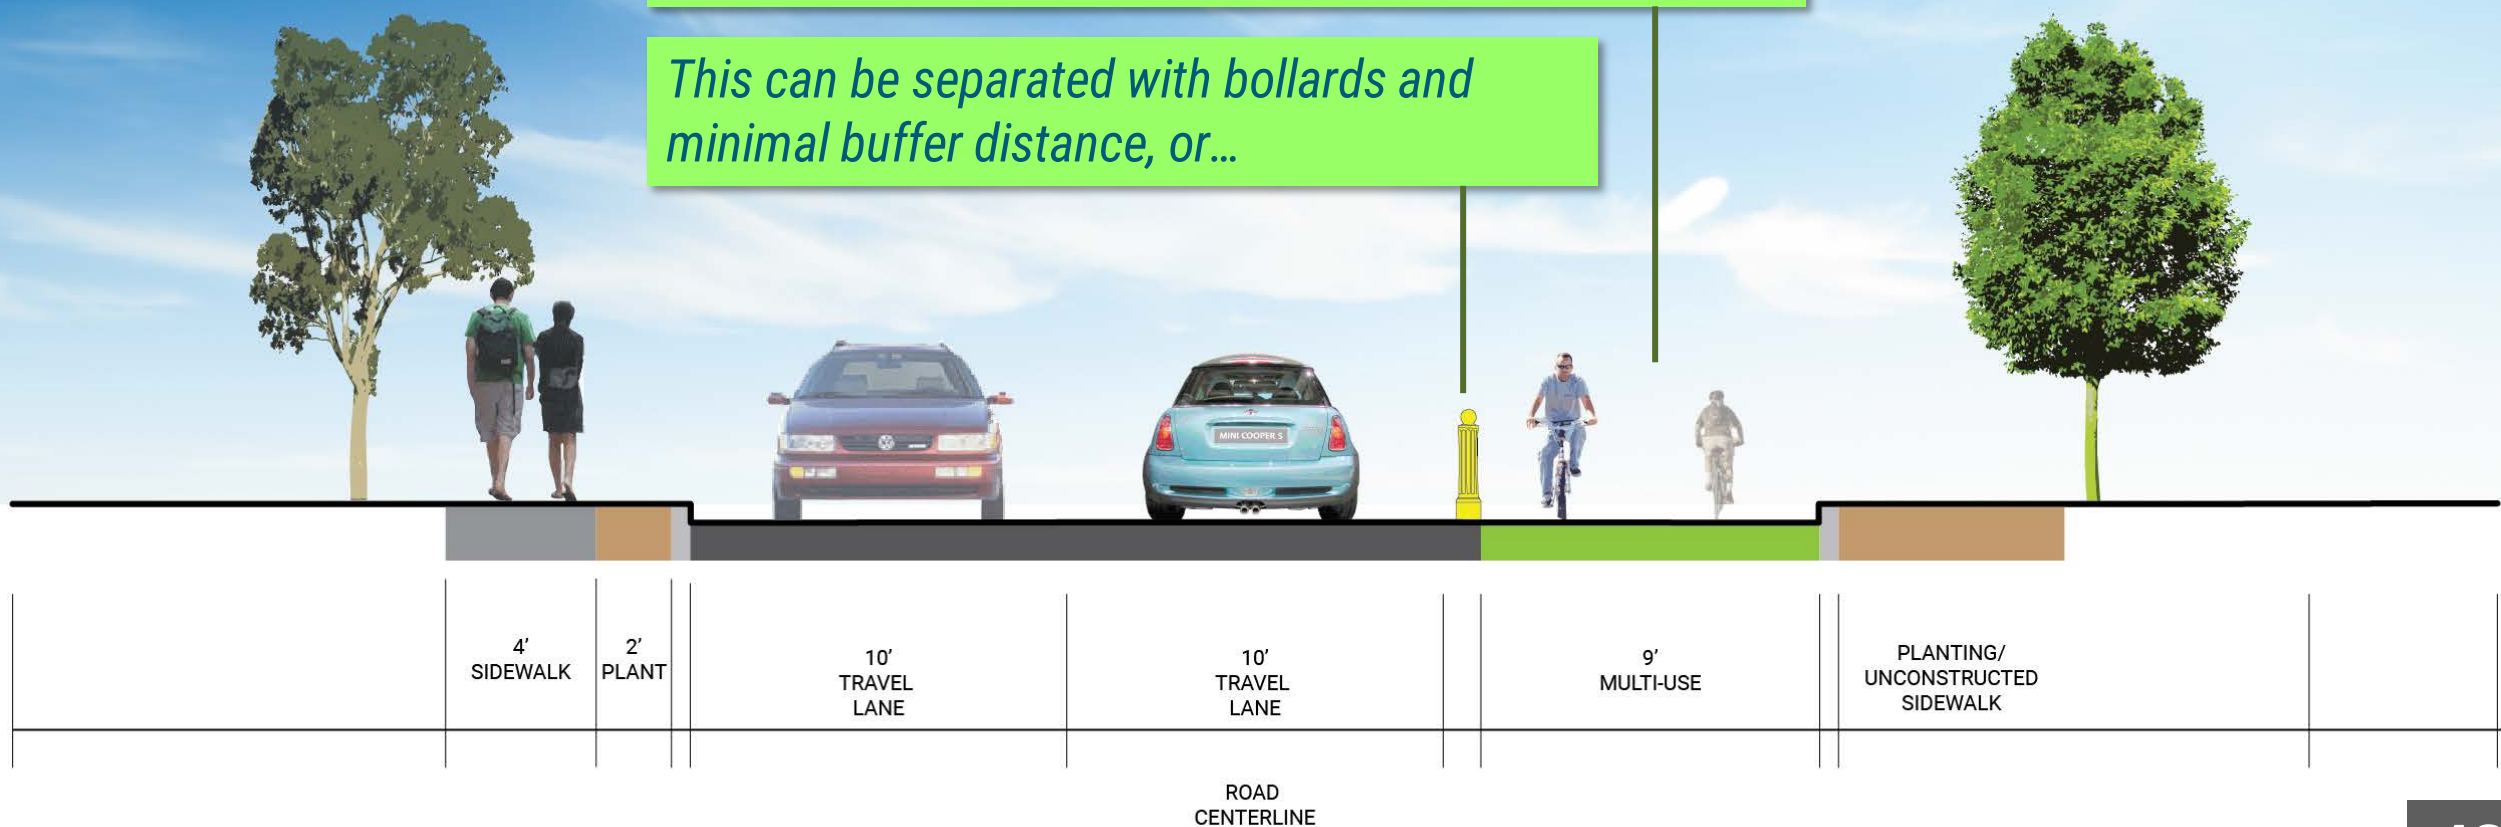 This can be separated with bollards and
minimal buffer distance, or…
MINI COOPER S
4’
SIDEWALK
2’
PLANT
10’
TRAVEL
LANE
10’
TRAVEL
LANE
9’
MULTI-USE
PLANTING/
UNCONSTRUCTED
SIDEWALK
ROAD
CENTERLINE